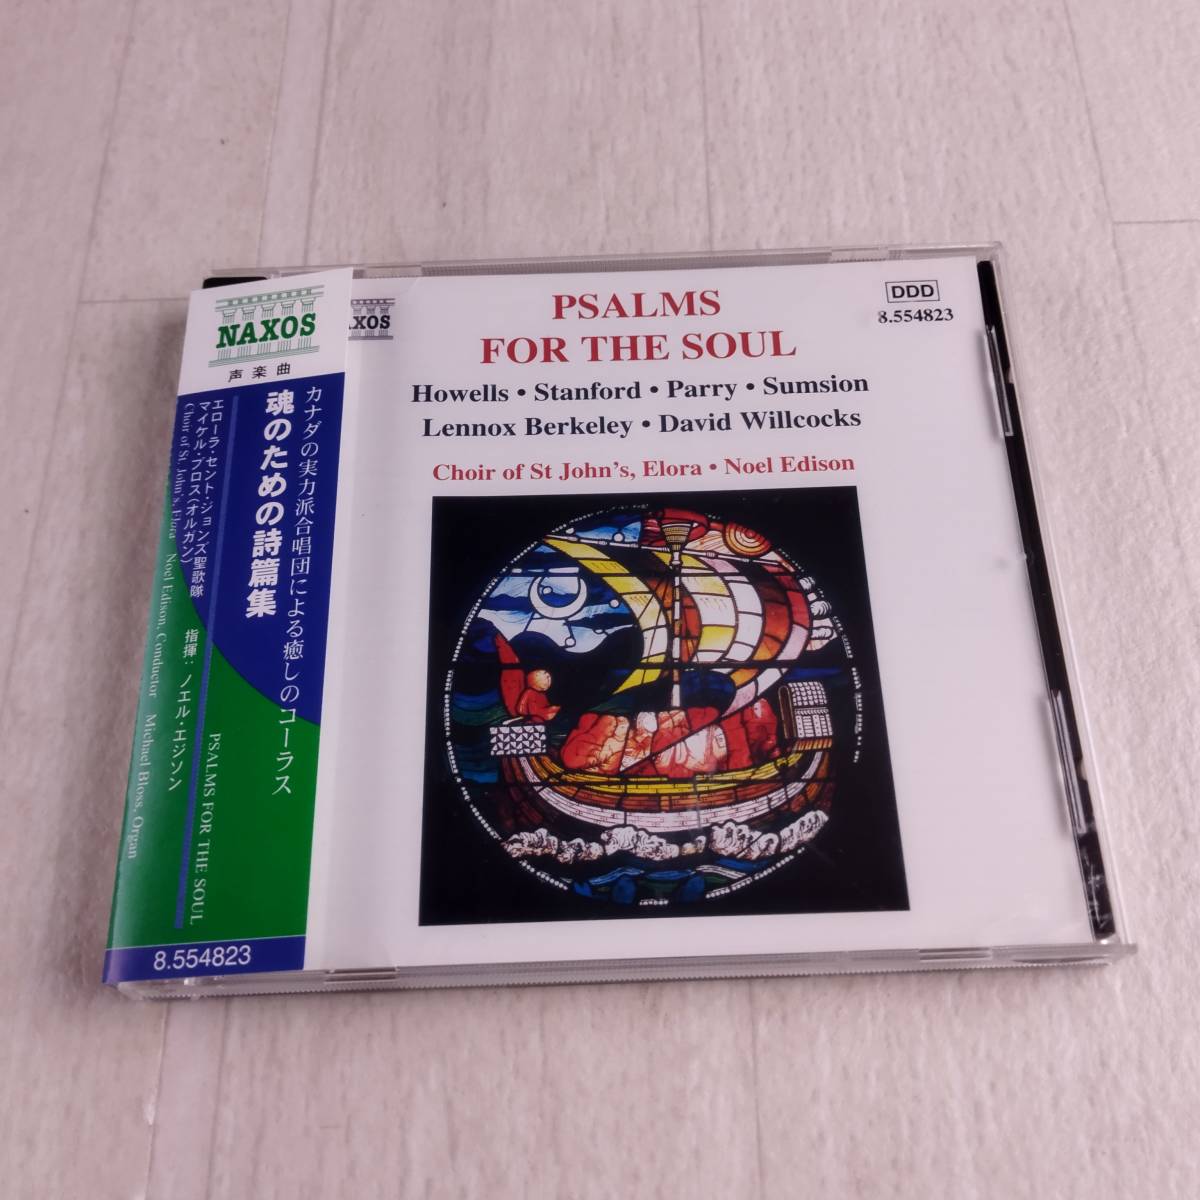 NAXOS
声楽曲
カナダの実力派合唱団による癒しのコーラス
魂のための詩篇集
エローラ・セント・ジョンズ聖歌隊 指揮：ノエル・エジソン
マイケル・ブロス（オルガン）
PSALMS FOR THE SOUL
Choir of St. John's, Elora Noel Edison, Conductor Michael Bloss, Organ
8.554823
AXOS
PSALMS
FOR THE SOUL
DDD
8.554823
Howells • Stanford • Parry • Sumsion
Lennox Berkeley • David Willcocks
Choir of St John's, Elora • Noel Edison